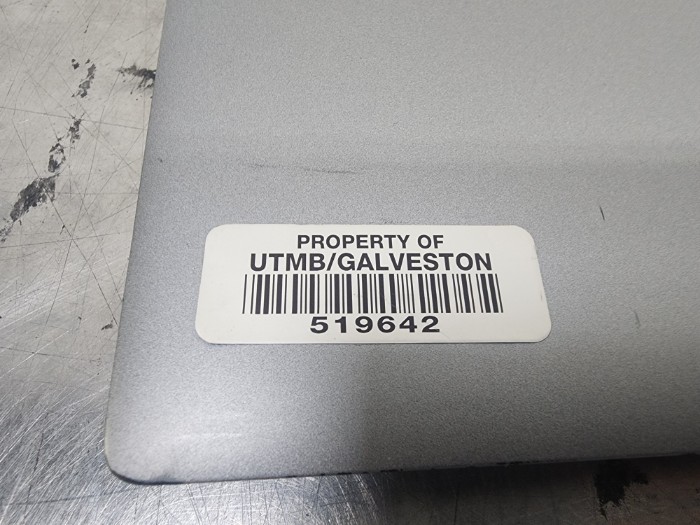 PROPERTY OF
UTMB/GALVESTON
519642